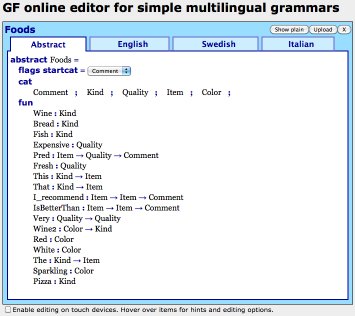 GF online editor for simple multilingual grammars
Foods Show plain Upload X
Abstract English Swedish Italian
abstract Foods =
flags startcat = Comment
cat
Comment ; Kind ; Quality ; Item ; Color ;
fun
Wine : Kind
Bread : Kind
Fish : Kind
Expensive : Quality
Pred : Item → Quality → Comment
Fresh : Quality
This : Kind → Item
That : Kind → Item
I_recommend : Item → Item → Comment
IsBetterThan : Item → Item → Comment
Very : Quality → Quality
Wine2 : Color → Kind
Red : Color
White : Color
The : Kind → Item
Sparkling : Color
Pizza : Kind
Enable editing on touch devices. Hover over items for hints and editing options.